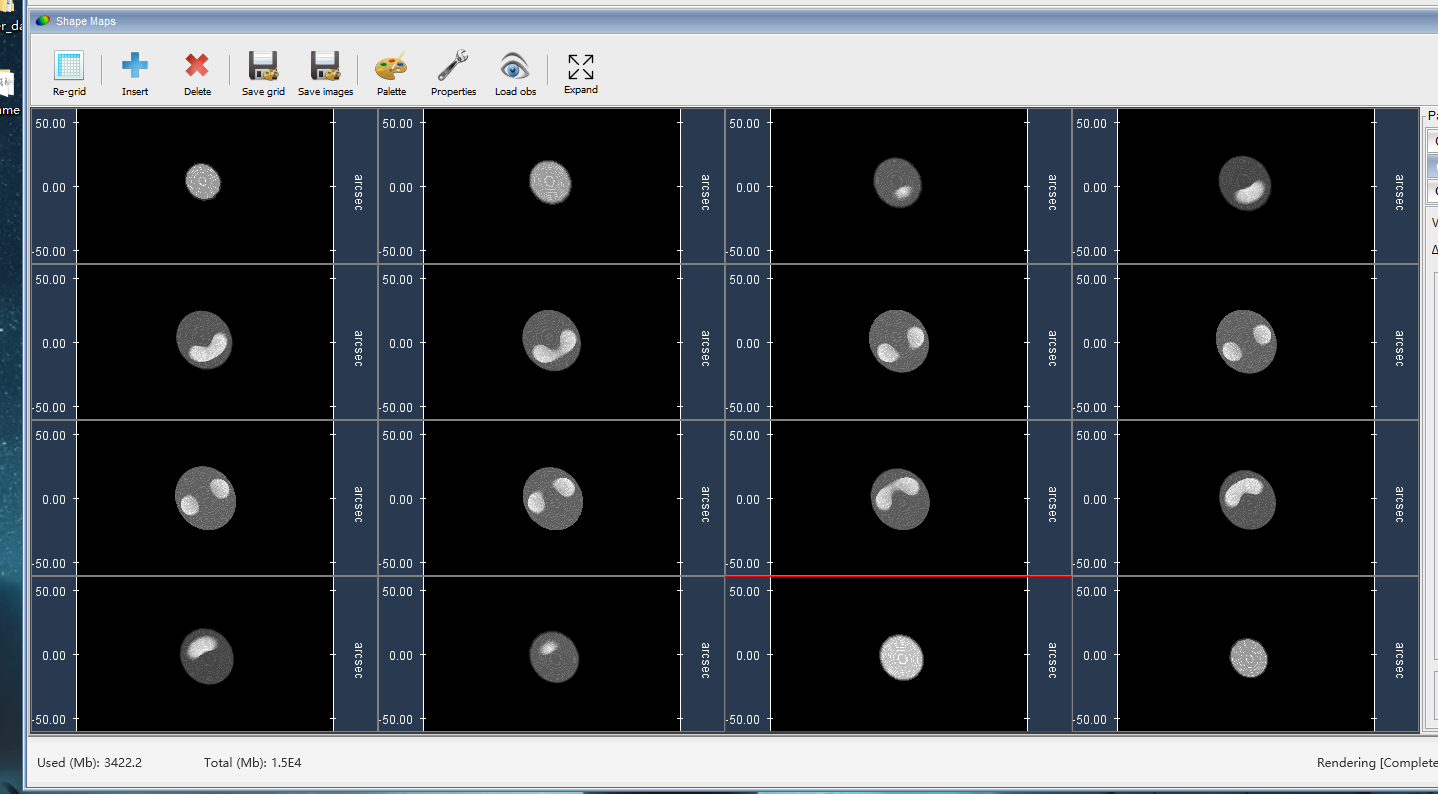 er_da
Shape Maps
Re-grid Insert Delete Save grid Save images Palette Properties Load obs Expand
ame
50.00 50.00 50.00 50.00
0.00 arcsec 0.00 arcsec 0.00 arcsec 0.00 arcsec
-50.00 -50.00 -50.00 -50.00
50.00 50.00 50.00 50.00
0.00 arcsec 0.00 arcsec 0.00 arcsec 0.00 arcsec
-50.00 -50.00 -50.00 -50.00
50.00 50.00 50.00 50.00
0.00 arcsec 0.00 arcsec 0.00 arcsec 0.00 arcsec
-50.00 -50.00 -50.00 -50.00
50.00 50.00 50.00 50.00
0.00 arcsec 0.00 arcsec 0.00 arcsec 0.00 arcsec
-50.00 -50.00 -50.00 -50.00
Used (Mb): 3422.2 Total (Mb): 1.5E4 Rendering [Complete